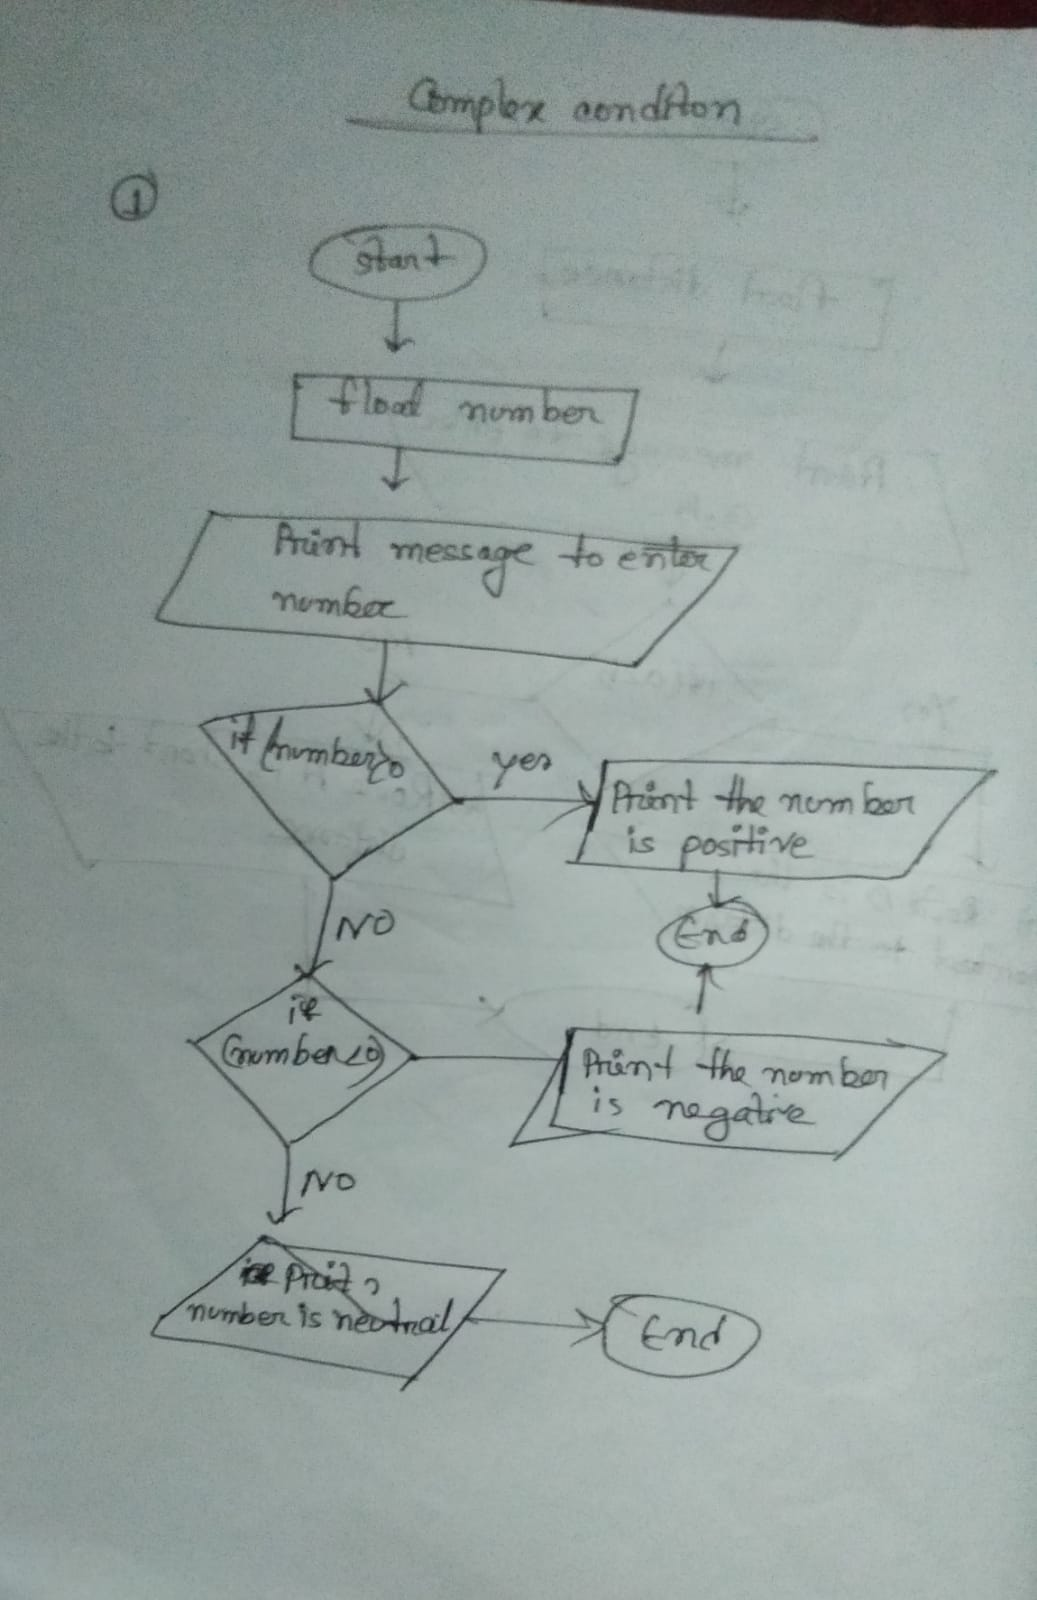 Complex condition
1
start
float number
Print message to enter
number
if (number>0
yes
Print the number
is positive
End
NO
if
(number<0)
Print the number
is negative
NO
Print
number is neutral
End